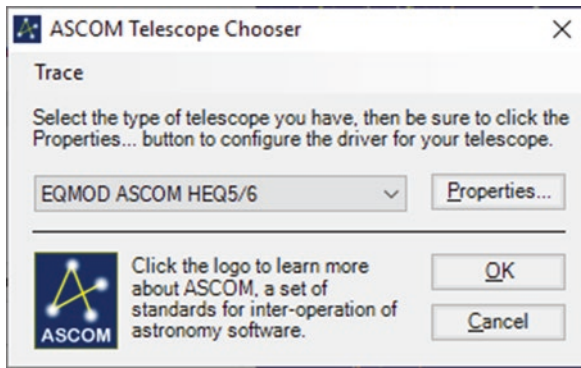 ASCOM Telescope Chooser
Trace
Select the type of telescope you have, then be sure to click the
Properties... button to configure the driver for your telescope.
EQMOD ASCOM HEQ5/6
Properties...
Click the logo to learn more
about ASCOM, a set of
standards for inter-operation of
astronomy software.
ASCOM
OK
Cancel